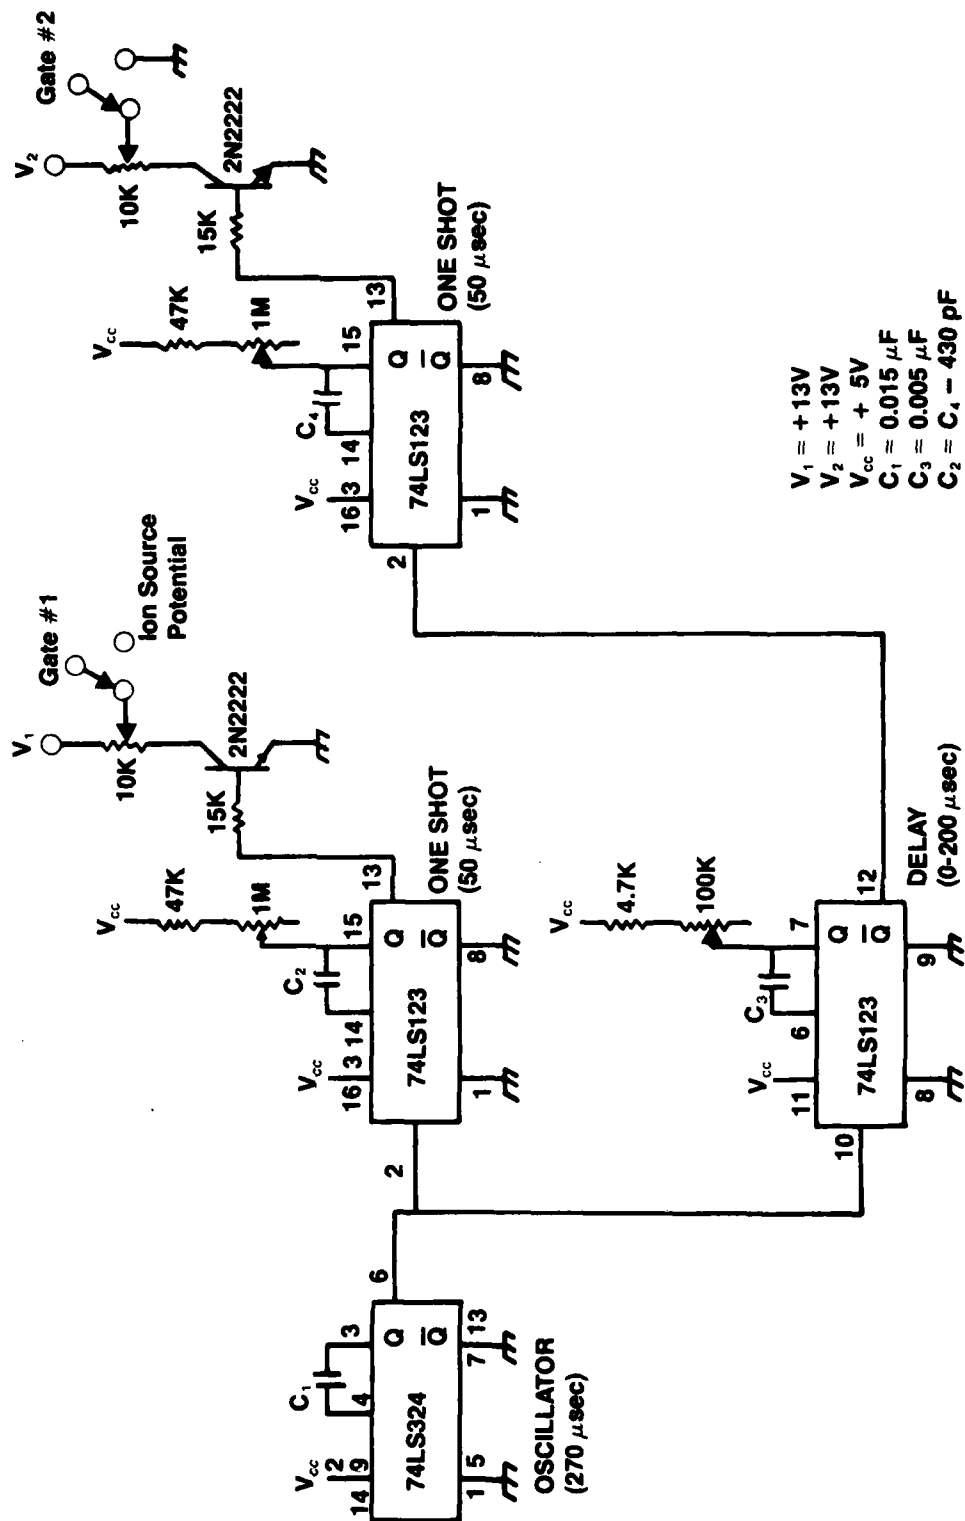 V1
Gate #1
10K
Ion Source
Potential
2N2222
15K
Vcc
47K
1M
C2
16 3
14
15
13
74LS123
Q
Q̅
2
1
8
ONE SHOT
(50 μsec)
V2
Gate #2
10K
2N2222
15K
Vcc
47K
1M
C4
16 3
14
15
13
74LS123
Q
Q̅
2
1
8
ONE SHOT
(50 μsec)
Vcc
14
2
9
C1
4
3
6
74LS324
Q
Q̅
1
5
7
13
OSCILLATOR
(270 μsec)
Vcc
4.7K
100K
C3
11
6
7
12
74LS123
Q
Q̅
10
8
9
DELAY
(0-200 μsec)
V1 = +13V
V2 = +13V
Vcc = + 5V
C1 = 0.015 μF
C3 = 0.005 μF
C2 = C4 – 430 pF